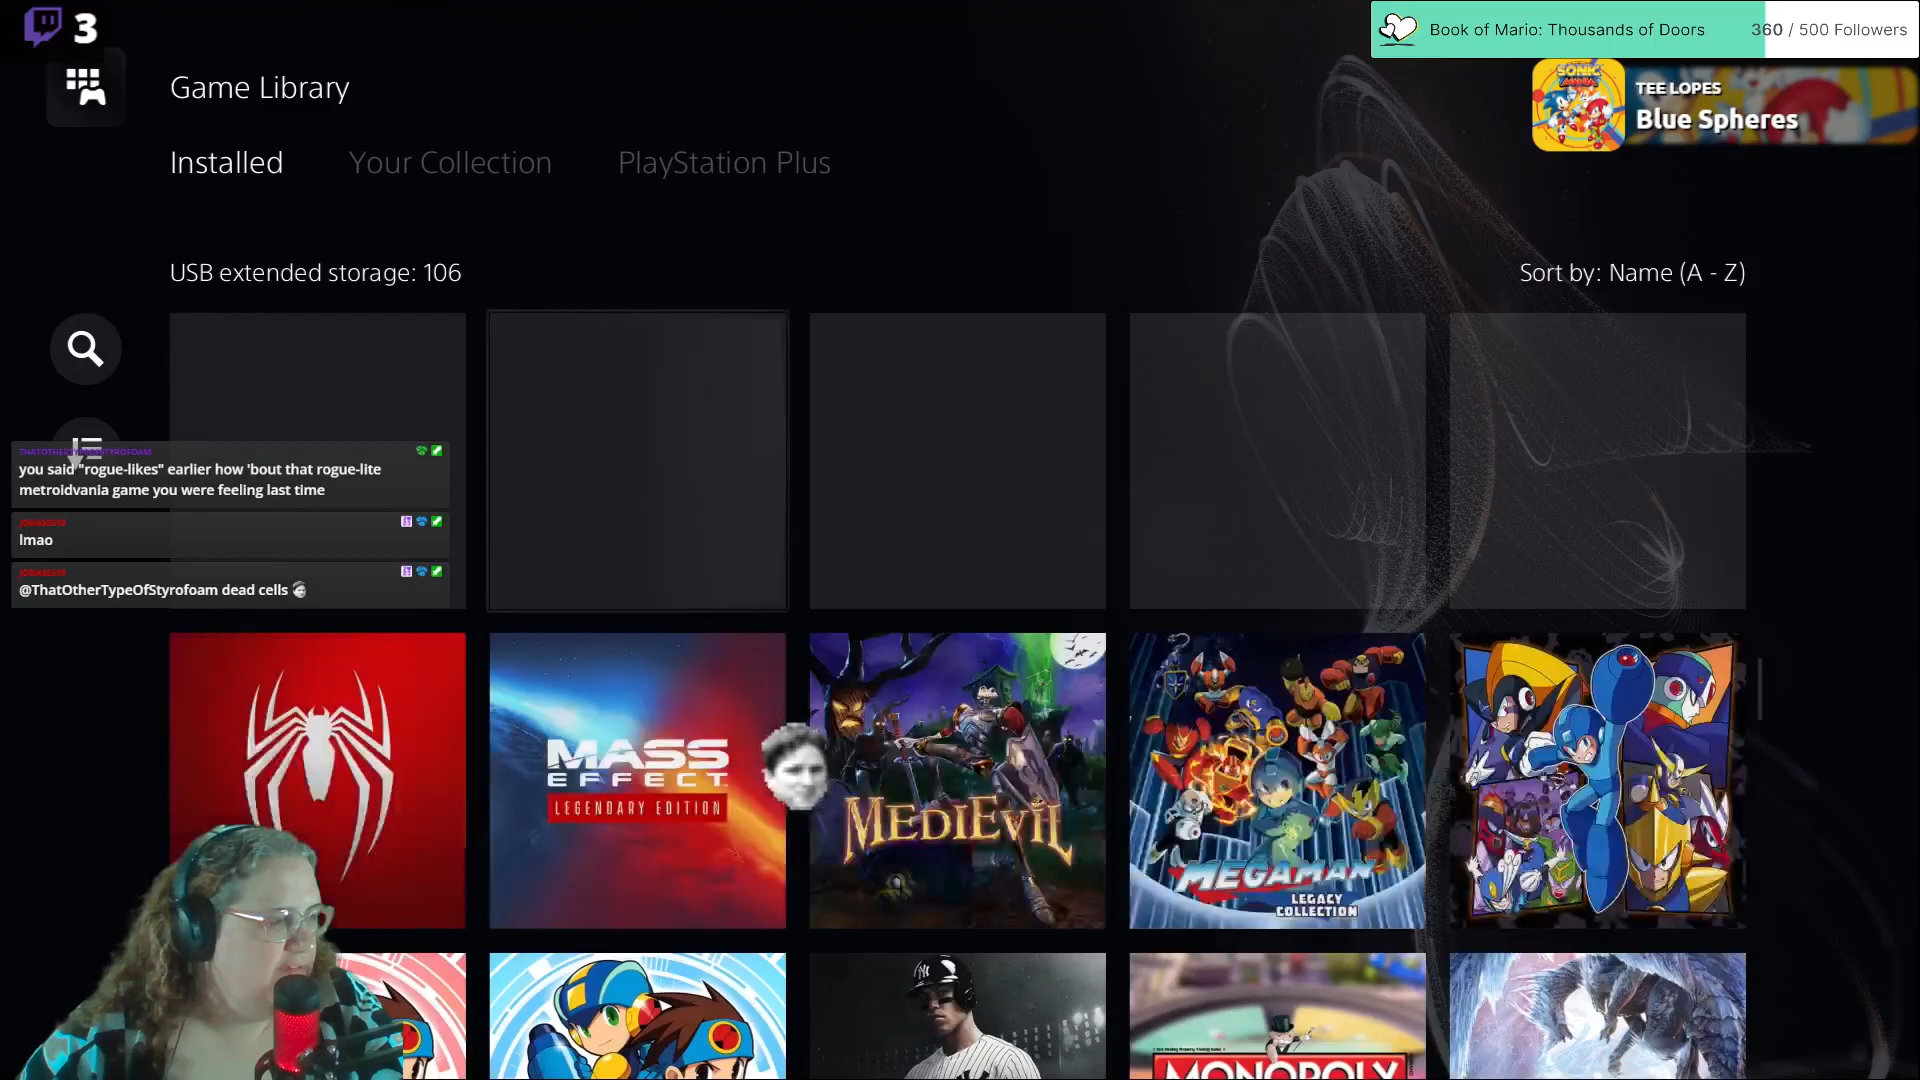 3
Book of Mario: Thousands of Doors
360 / 500 Followers
Game Library
SONIC
MANIA
TEE LOPES
Blue Spheres
Installed
Your Collection
PlayStation Plus
USB extended storage: 106
Sort by: Name (A - Z)
you said "rogue-likes" earlier how 'bout that rogue-lite
metroidvania game you were feeling last time
lmao
@ThatOtherTypeOfStyrofoam dead cells
MASS
EFFECT
LEGENDARY EDITION
MEDIEVIL
MEGAMAN
LEGACY
COLLECTION
NY
MONOPOLY